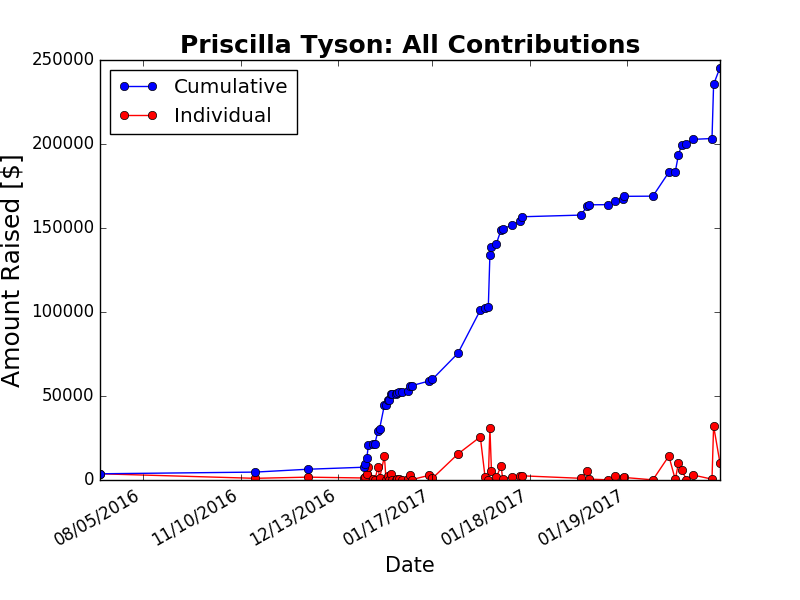 Priscilla Tyson: All Contributions
250000
200000
150000
100000
50000
0
Amount Raised [$]
Cumulative
Individual
08/05/2016
11/10/2016
12/13/2016
01/17/2017
01/18/2017
01/19/2017
Date